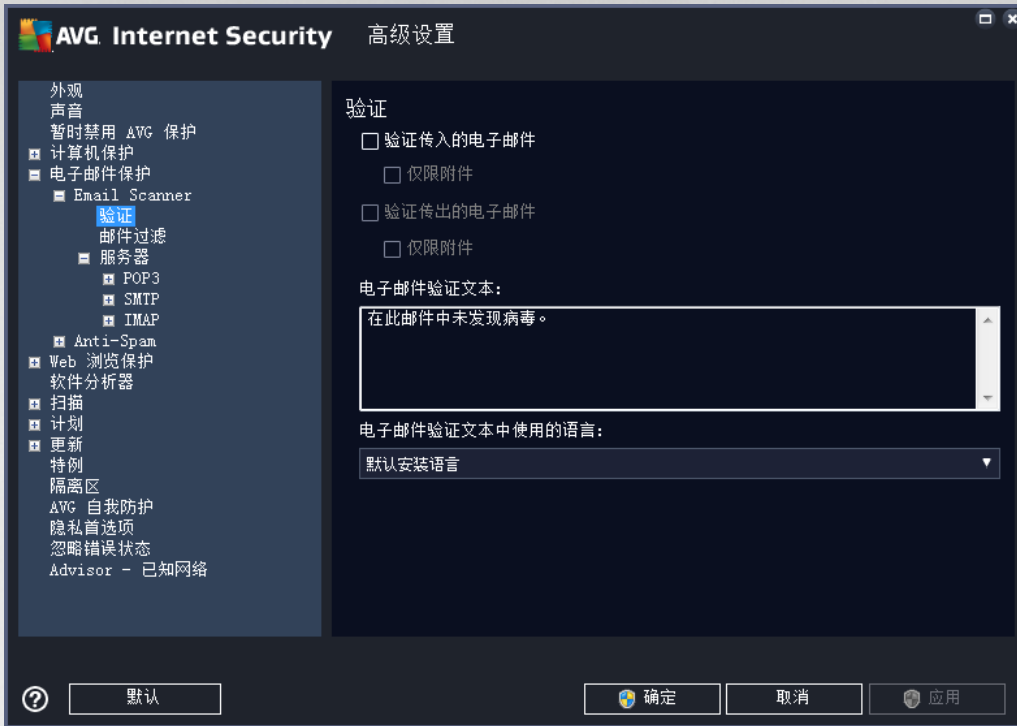 AVG. Internet Security 高级设置
外观
声音
暂时禁用 AVG 保护
计算机保护
电子邮件保护
Email Scanner
验证
邮件过滤
服务器
POP3
SMTP
IMAP
Anti-Spam
Web 浏览保护
软件分析器
扫描
计划
更新
特例
隔离区
AVG 自我防护
隐私首选项
忽略错误状态
Advisor - 已知网络
验证
验证传入的电子邮件
仅限附件
验证传出的电子邮件
仅限附件
电子邮件验证文本:
在此邮件中未发现病毒。
电子邮件验证文本中使用的语言:
默认安装语言
默认
确定
取消
应用